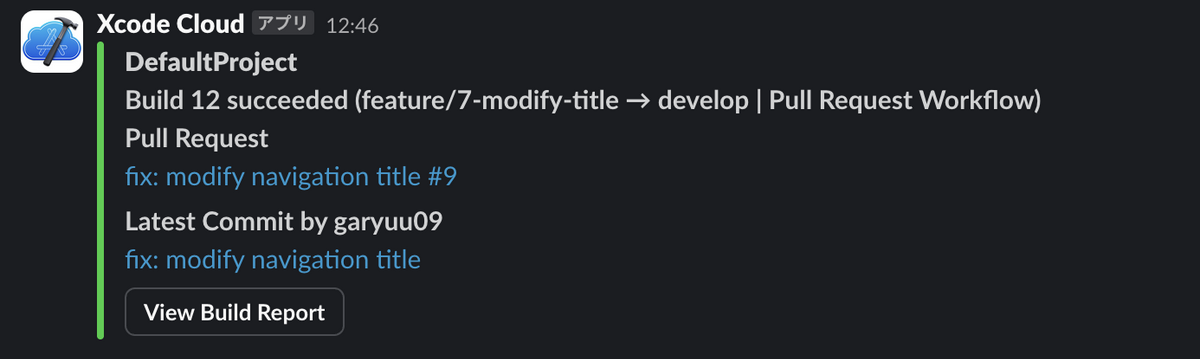 Xcode Cloud アプリ 12:46
DefaultProject
Build 12 succeeded (feature/7-modify-title → develop | Pull Request Workflow)
Pull Request
fix: modify navigation title #9
Latest Commit by garyuu09
fix: modify navigation title
View Build Report